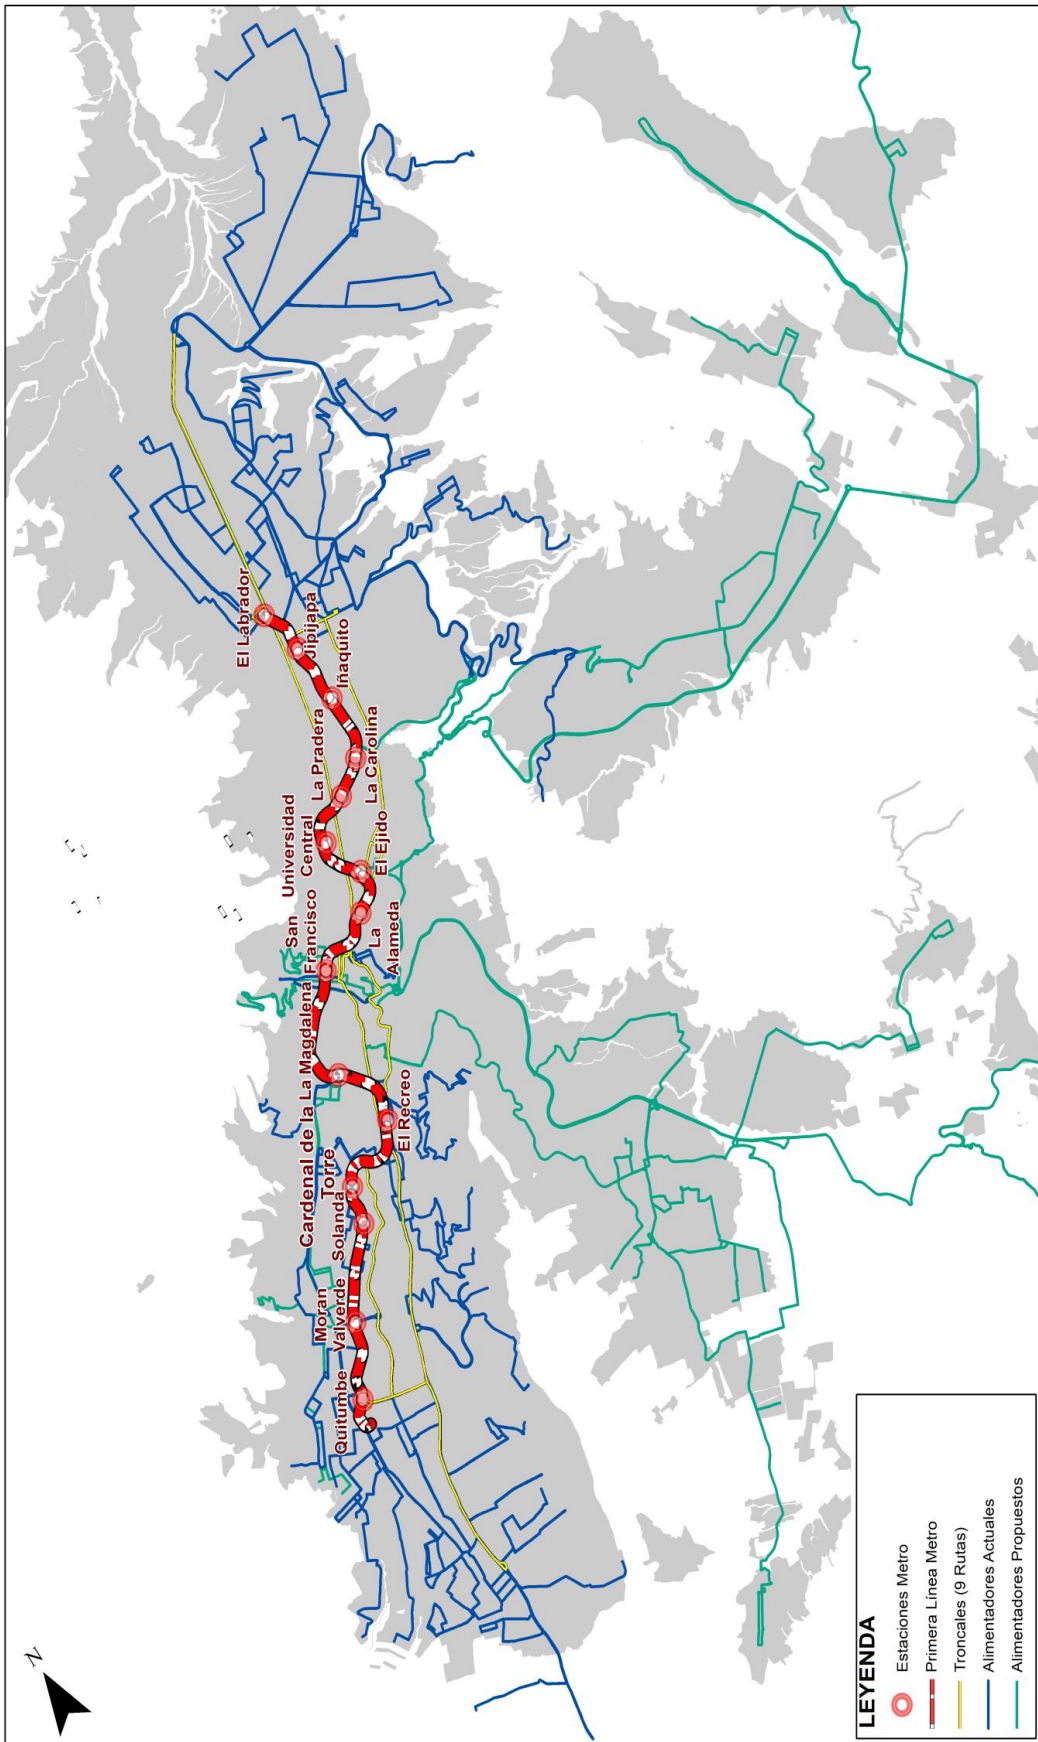 N
El Labrador
Jipijapa
Iñaquito
La Carolina
La Pradera
Universidad
Central
El Ejido
La
Alameda
San
Francisco
La Magdalena
El Recreo
Cardenal de la
Torre
Solanda
Moran
Valverde
Quitumbe
LEYENDA
Estaciones Metro
Primera Línea Metro
Troncales (9 Rutas)
Alimentadores Actuales
Alimentadores Propuestos